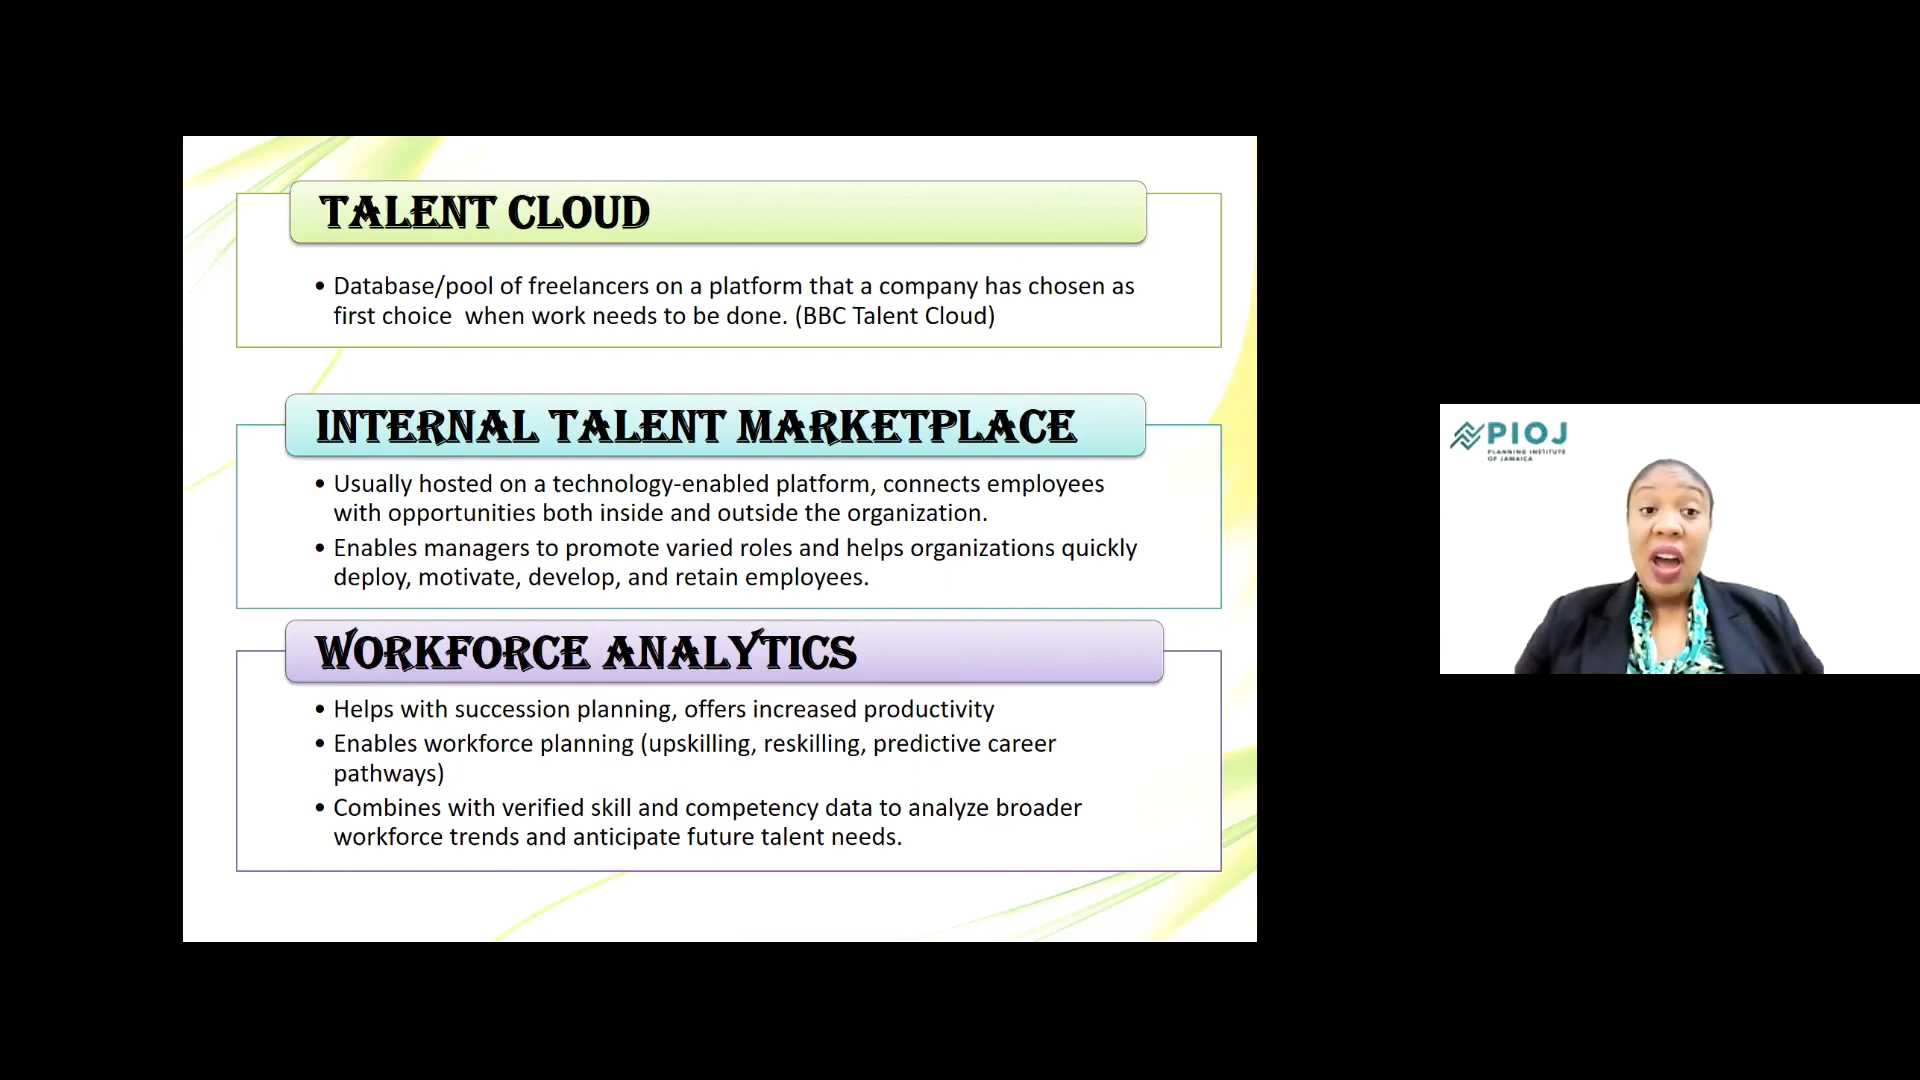 TALENT CLOUD
• Database/pool of freelancers on a platform that a company has chosen as
first choice  when work needs to be done. (BBC Talent Cloud)
INTERNAL TALENT MARKETPLACE
• Usually hosted on a technology-enabled platform, connects employees
with opportunities both inside and outside the organization.
• Enables managers to promote varied roles and helps organizations quickly
deploy, motivate, develop, and retain employees.
WORKFORCE ANALYTICS
• Helps with succession planning, offers increased productivity
• Enables workforce planning (upskilling, reskilling, predictive career
pathways)
• Combines with verified skill and competency data to analyze broader
workforce trends and anticipate future talent needs.
PIOJ
PLANNING INSTITUTE
OF JAMAICA